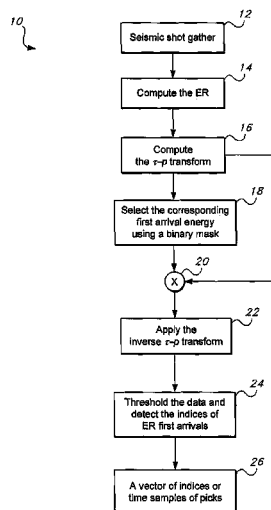 10
12
Seismic shot gather
14
Compute the ER
16
Compute
the τ-p transform
18
Select the corresponding
first arrival energy
using a binary mask
20
X
22
Apply the
inverse τ-p transform
24
Threshold the data and
detect the indices of
ER first arrivals
26
A vector of indices or
time samples of picks